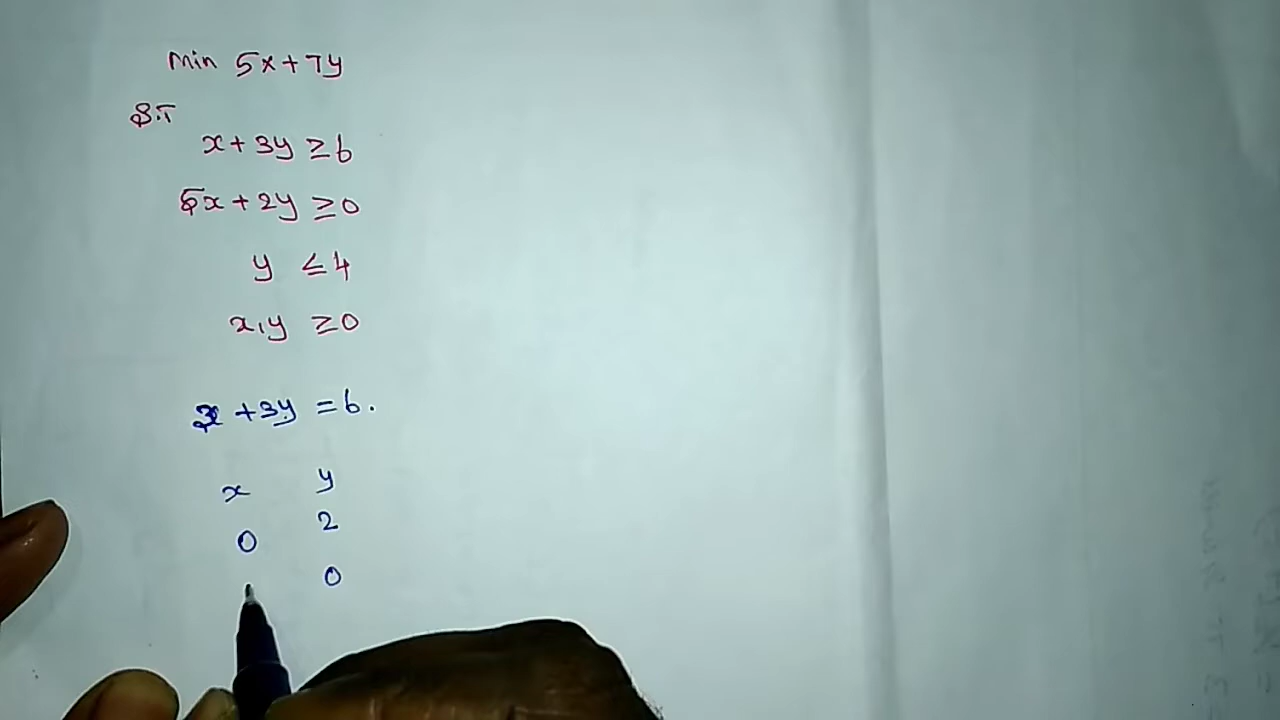 Min 5x+7y
S.T
x+3y ≥6
5x+2y ≥0
y ≤4
x,y ≥0
x +3y =6.
x y
0 2
0